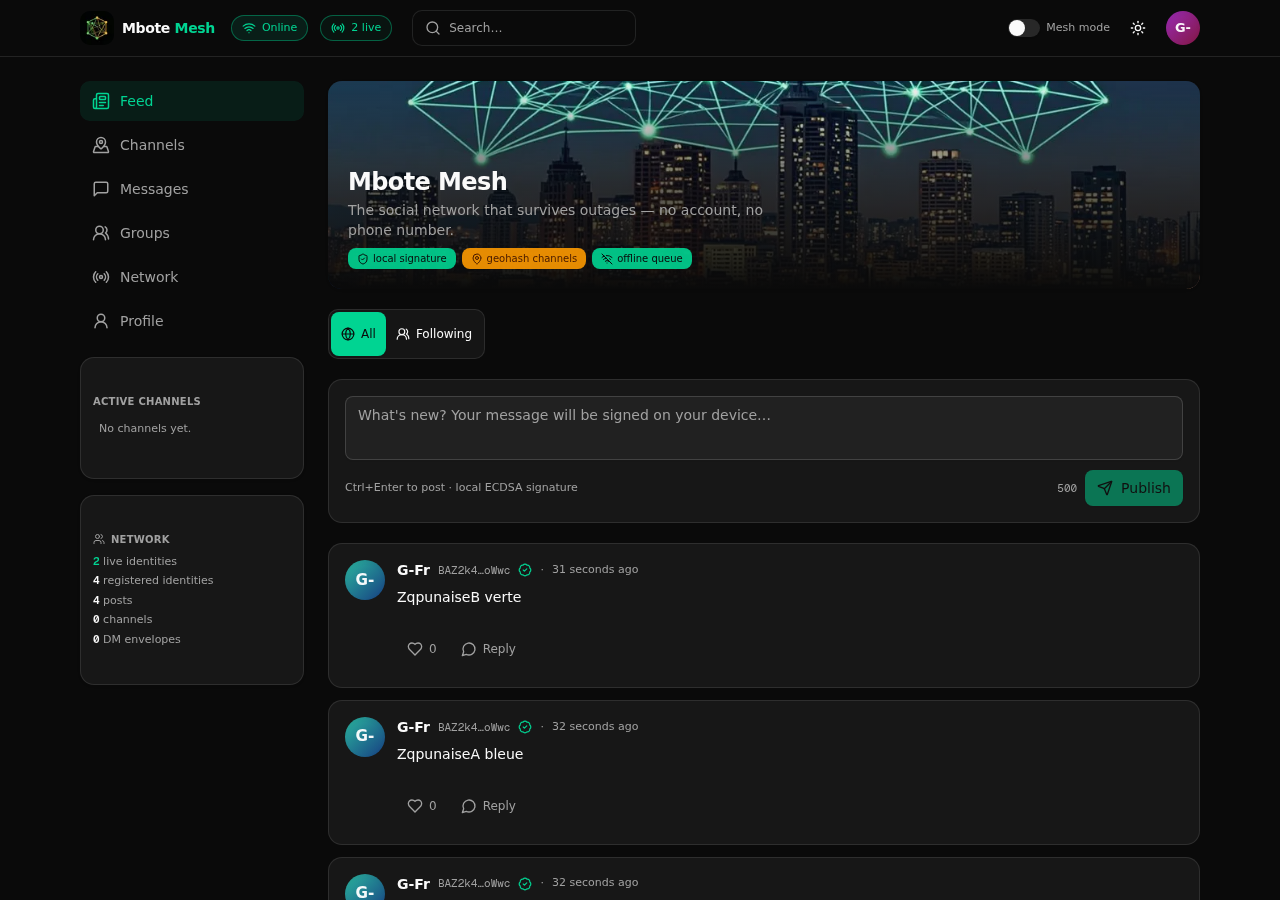 Mbote Mesh
Online
2 live
Search…
Mesh mode
G-
Feed
Channels
Messages
Groups
Network
Profile
ACTIVE CHANNELS
No channels yet.
NETWORK
2 live identities
4 registered identities
4 posts
0 channels
0 DM envelopes
Mbote Mesh
The social network that survives outages — no account, no
phone number.
local signature
geohash channels
offline queue
All
Following
What's new? Your message will be signed on your device…
Ctrl+Enter to post · local ECDSA signature
500
Publish
G-
G-Fr BAZ2k4…oWwc · 31 seconds ago
ZqpunaiseB verte
0
Reply
G-
G-Fr BAZ2k4…oWwc · 32 seconds ago
ZqpunaiseA bleue
0
Reply
G-
G-Fr BAZ2k4…oWwc · 32 seconds ago